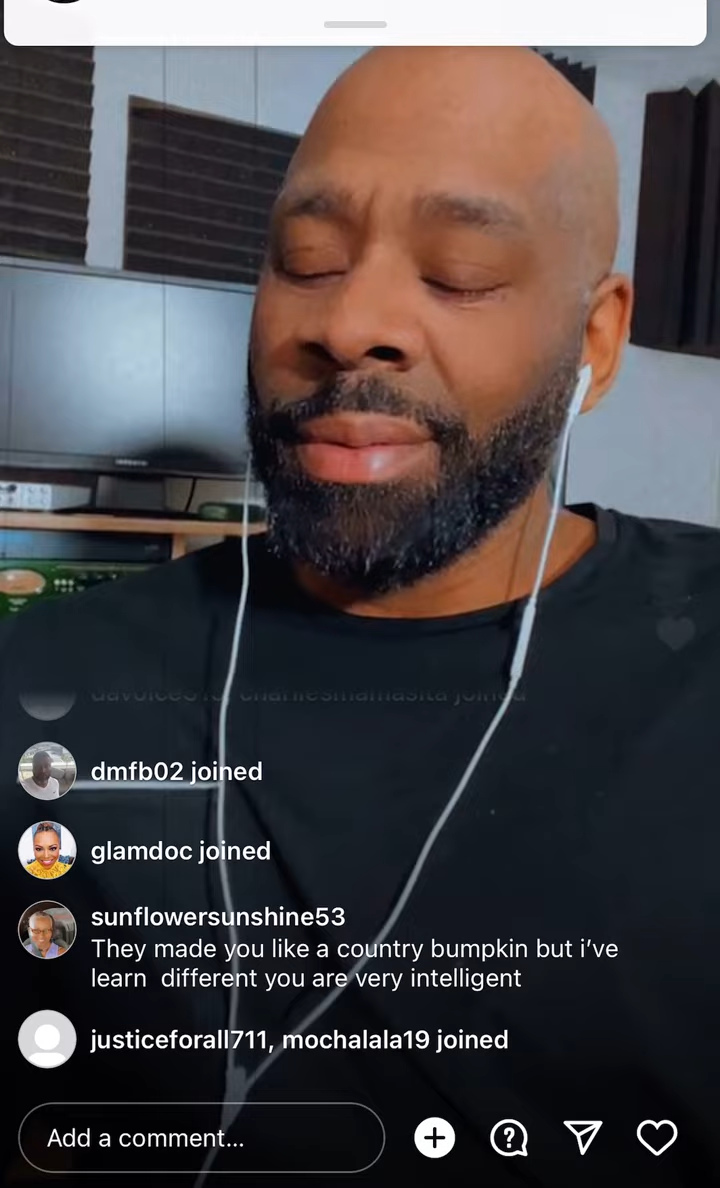 joined
dmfb02 joined
glamdoc joined
sunflowersunshine53
They made you like a country bumpkin but i’ve
learn  different you are very intelligent
justiceforall711, mochalala19 joined
Add a comment...